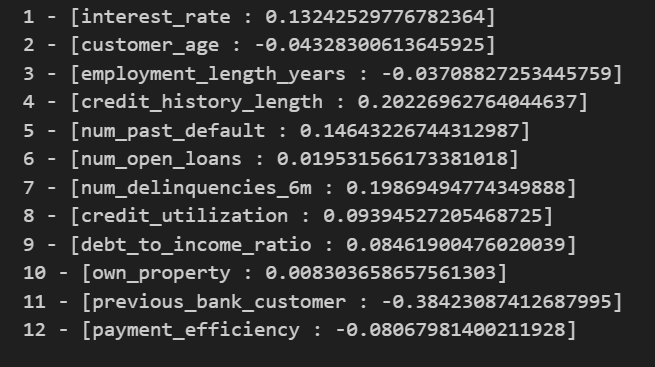 1 - [interest_rate : 0.13242529776782364]
2 - [customer_age : -0.04328300613645925]
3 - [employment_length_years : -0.03708827253445759]
4 - [credit_history_length : 0.20226962764044637]
5 - [num_past_default : 0.14643226744312987]
6 - [num_open_loans : 0.019531566173381018]
7 - [num_delinquencies_6m : 0.19869494774349888]
8 - [credit_utilization : 0.09394527205468725]
9 - [debt_to_income_ratio : 0.08461900476020039]
10 - [own_property : 0.008303658657561303]
11 - [previous_bank_customer : -0.38423087412687995]
12 - [payment_efficiency : -0.08067981400211928]